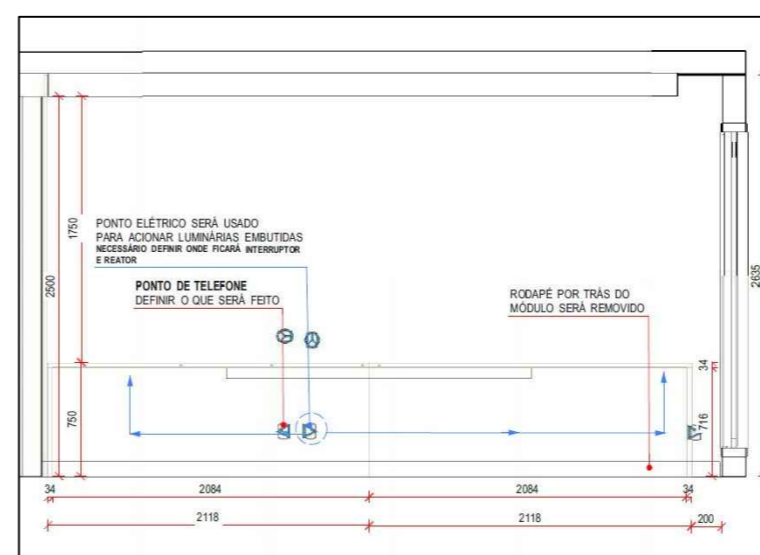 PONTO ELÉTRICO SERÁ USADO
PARA ACIONAR LUMINÁRIAS EMBUTIDAS
NECESSÁRIO DEFINIR ONDE FICARÁ INTERRUPTOR
E REATOR
PONTO DE TELEFONE
DEFINIR O QUE SERÁ FEITO
RODAPÉ POR TRÁS DO
MÓDULO SERÁ REMOVIDO
1750
2500
2635
750
34
716
34
2084
2084
34
2118
2118
200